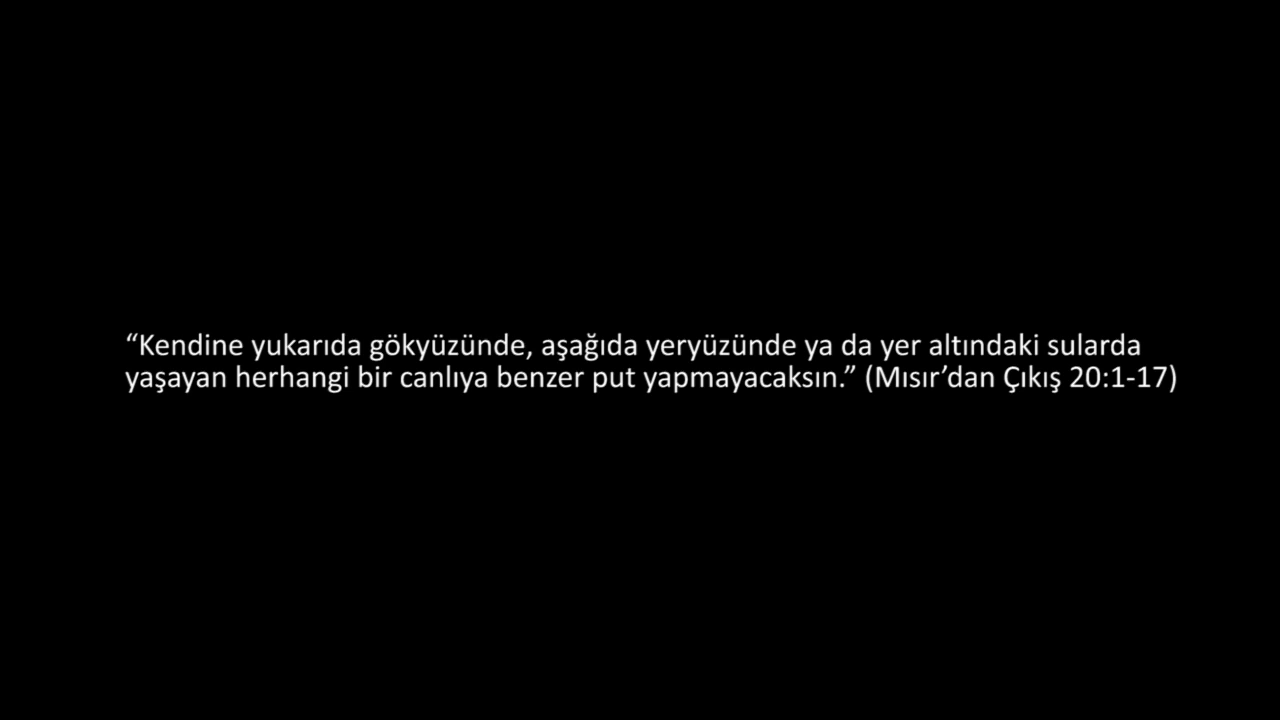 “Kendine yukarıda gökyüzünde, aşağıda yeryüzünde ya da yer altındaki sularda
yaşayan herhangi bir canlıya benzer put yapmayacaksın.” (Mısır’dan Çıkış 20:1-17)